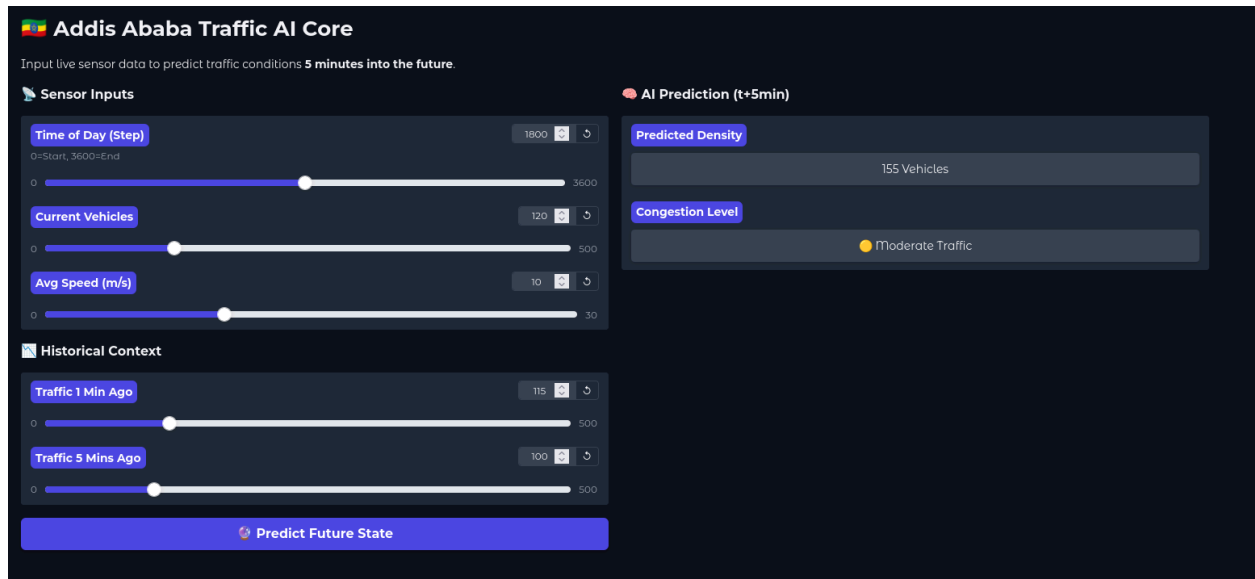 🇪🇹 Addis Ababa Traffic AI Core
Input live sensor data to predict traffic conditions 5 minutes into the future.
📡 Sensor Inputs
Time of Day (Step)
1800
0=Start, 3600=End
0
3600
Current Vehicles
120
0
500
Avg Speed (m/s)
10
0
30
📉 Historical Context
Traffic 1 Min Ago
115
0
500
Traffic 5 Mins Ago
100
0
500
🔮 Predict Future State
🧠 AI Prediction (t+5min)
Predicted Density
155 Vehicles
Congestion Level
🟡 Moderate Traffic